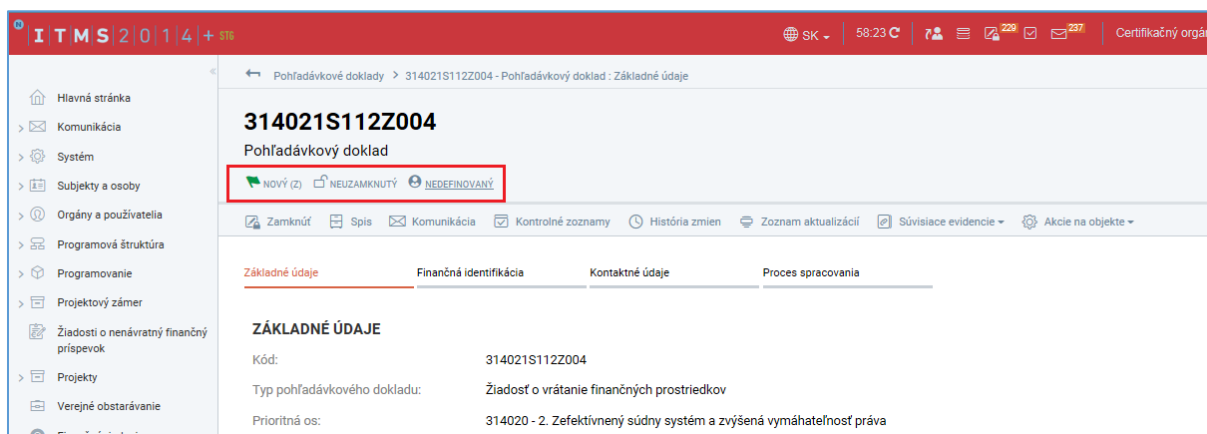 ITMS2014+ STG
SK
58:23
229
237
Certifikačný orgán
Pohľadávkové doklady > 314021S112Z004 - Pohľadávkový doklad : Základné údaje
Hlavná stránka
Komunikácia
Systém
Subjekty a osoby
Orgány a používatelia
Programová štruktúra
Programovanie
Projektový zámer
Žiadosti o nenávratný finančný
príspevok
Projekty
Verejné obstarávanie
314021S112Z004
Pohľadávkový doklad
NOVÝ (Z) NEUZAMKNUTÝ NEDEFINOVANÝ
Zamknúť Spis Komunikácia Kontrolné zoznamy História zmien Zoznam aktualizácií Súvisiace evidencie Akcie na objekte
Základné údaje Finančná identifikácia Kontaktné údaje Proces spracovania
ZÁKLADNÉ ÚDAJE
Kód: 314021S112Z004
Typ pohľadávkového dokladu: Žiadosť o vrátanie finančných prostriedkov
Prioritná os: 314020 - 2. Zefektívnený súdny systém a zvýšená vymáhateľnosť práva